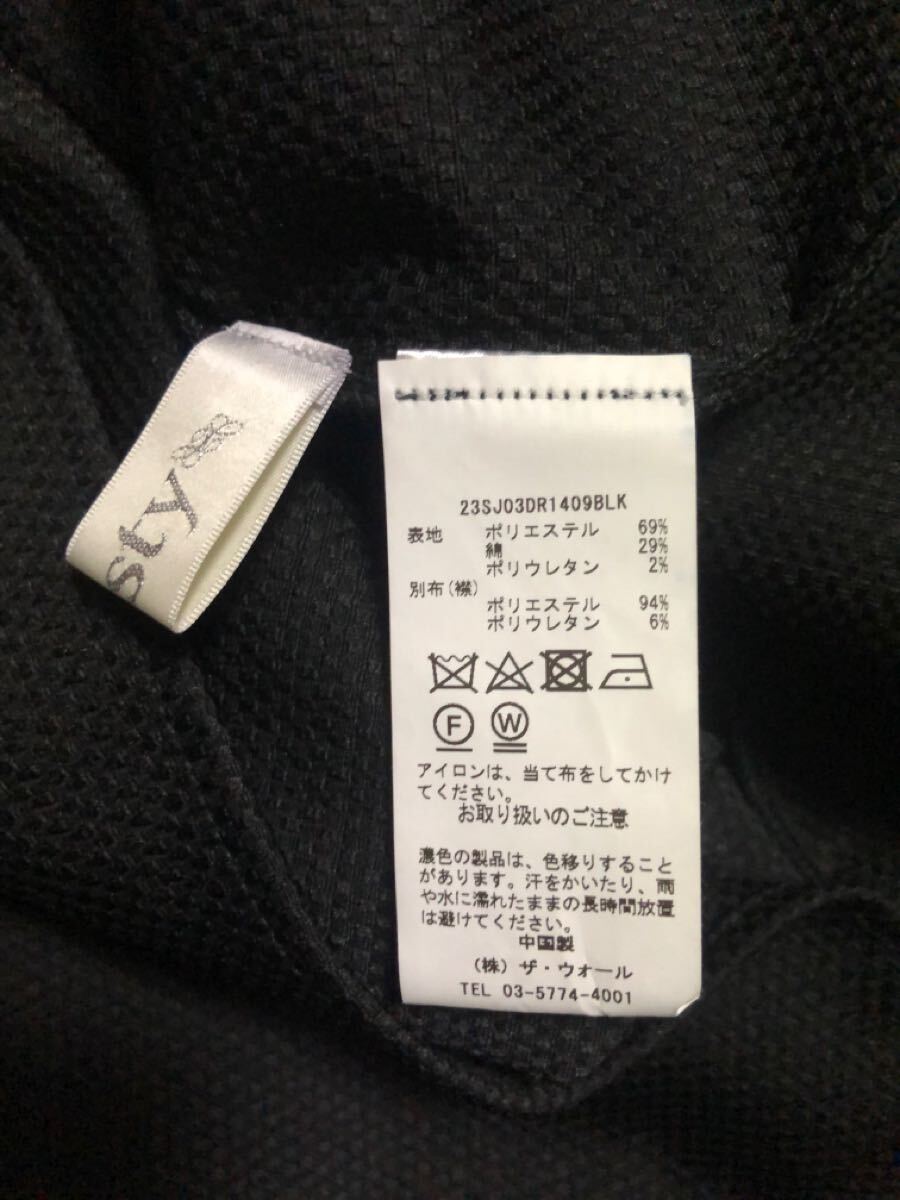 sty
23SJ03DR1409BLK
表地 ポリエステル 69%
綿 29%
ポリウレタン 2%
別布(襟)
ポリエステル 94%
ポリウレタン 6%
F W
アイロンは、当て布をしてかけ
てください。
お取り扱いのご注意
濃色の製品は、色移りすること
があります。汗をかいたり、雨
や水に濡れたままの長時間放置
は避けてください。
中国製
(株) ザ・ウォール
TEL 03-5774-4001